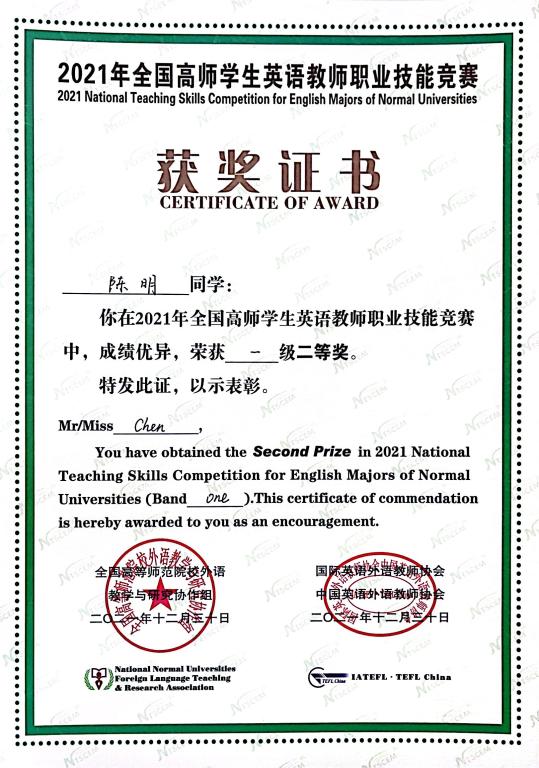 2021年全国高师学生英语教师职业技能竞赛
2021 National Teaching Skills Competition for English Majors of Normal Universities
获奖证书
CERTIFICATE OF AWARD
陈明同学:
你在2021年全国高师学生英语教师职业技能竞赛
中，成绩优异，荣获一级二等奖。
特发此证，以示表彰。
Mr/Miss Chen,
You have obtained the Second Prize in 2021 National
Teaching Skills Competition for English Majors of Normal
Universities (Band one).This certificate of commendation
is hereby awarded to you as an encouragement.
全国高等师范院校外语
教学与研究协作组
二〇二一年十二月三十日
国际英语外语教师协会
中国英语外语教师协会
二〇二一年十二月三十日
National Normal Universities
Foreign Language Teaching
& Research Association
TEFL China
IATEFL · TEFL China
NTSCEM